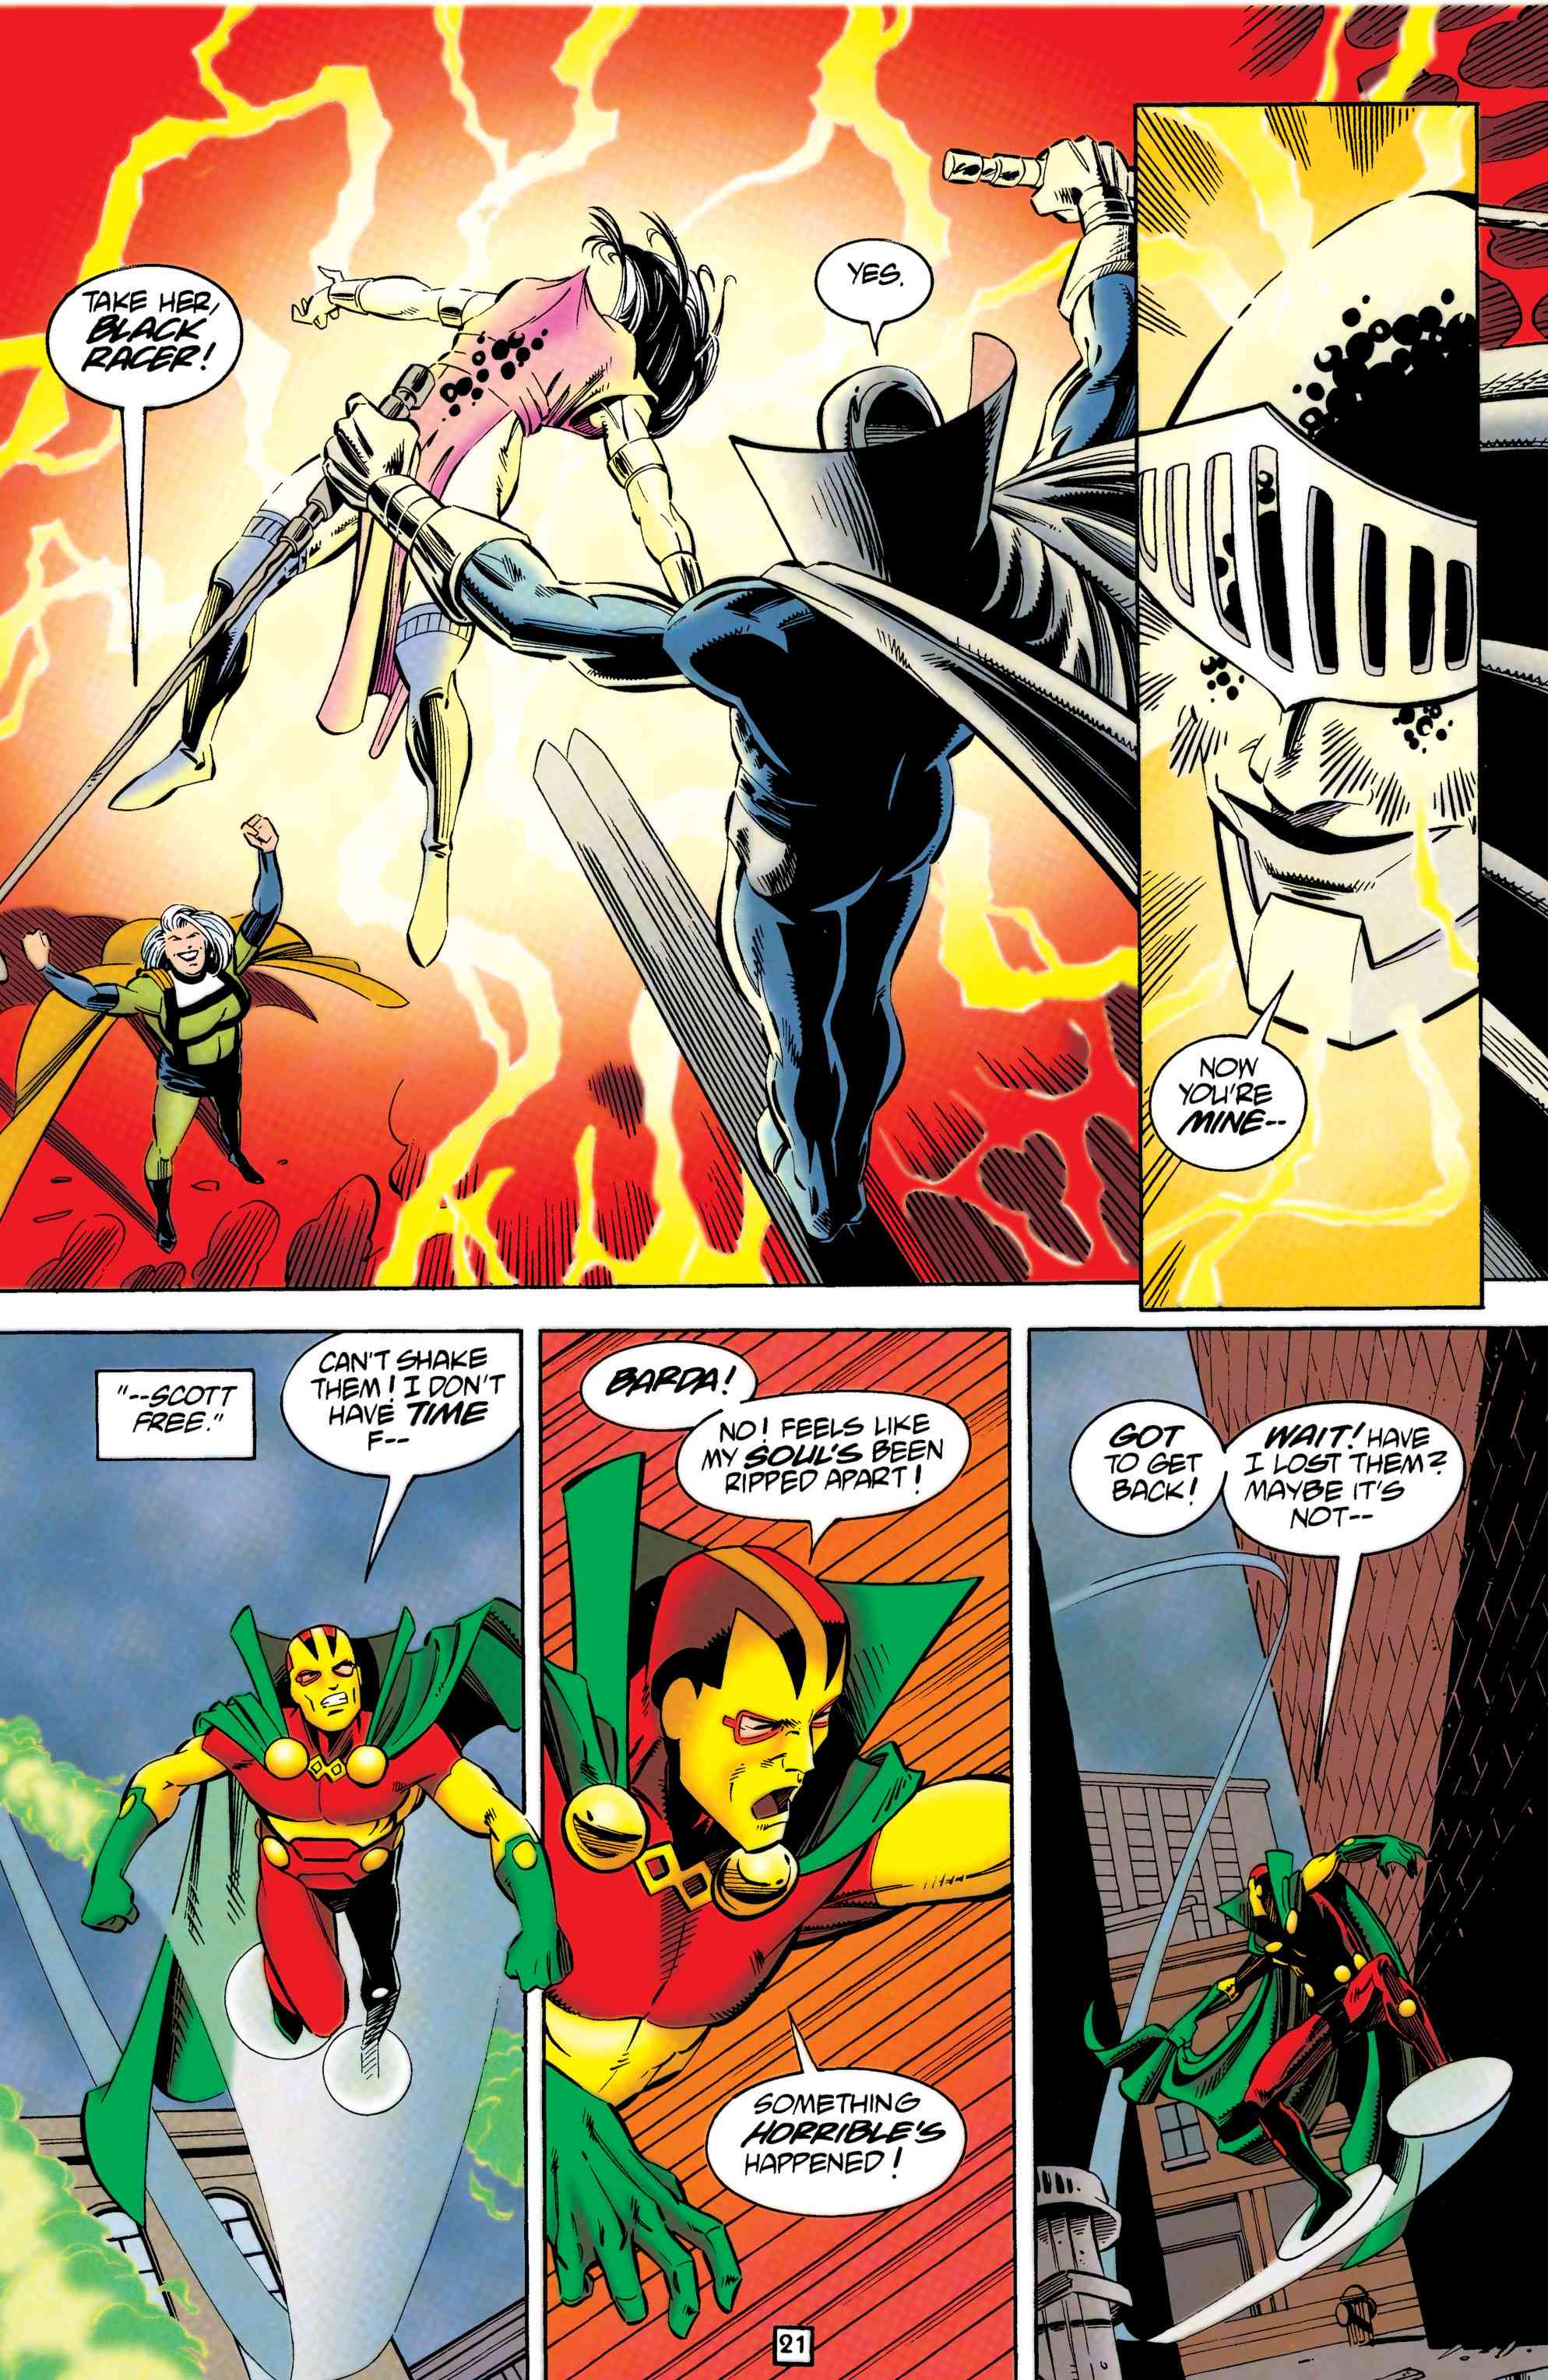 TAKE HER,
BLACK
RACER!
YES.
NOW
YOU'RE
MINE--
"--SCOTT
FREE."
CAN'T SHAKE
THEM! I DON'T
HAVE TIME
F--
BARDA!
NO! FEELS LIKE
MY SOUL'S BEEN
RIPPED APART!
SOMETHING
HORRIBLE'S
HAPPENED!
GOT
TO GET
BACK!
WAIT! HAVE
I LOST THEM?
MAYBE IT'S
NOT--
21